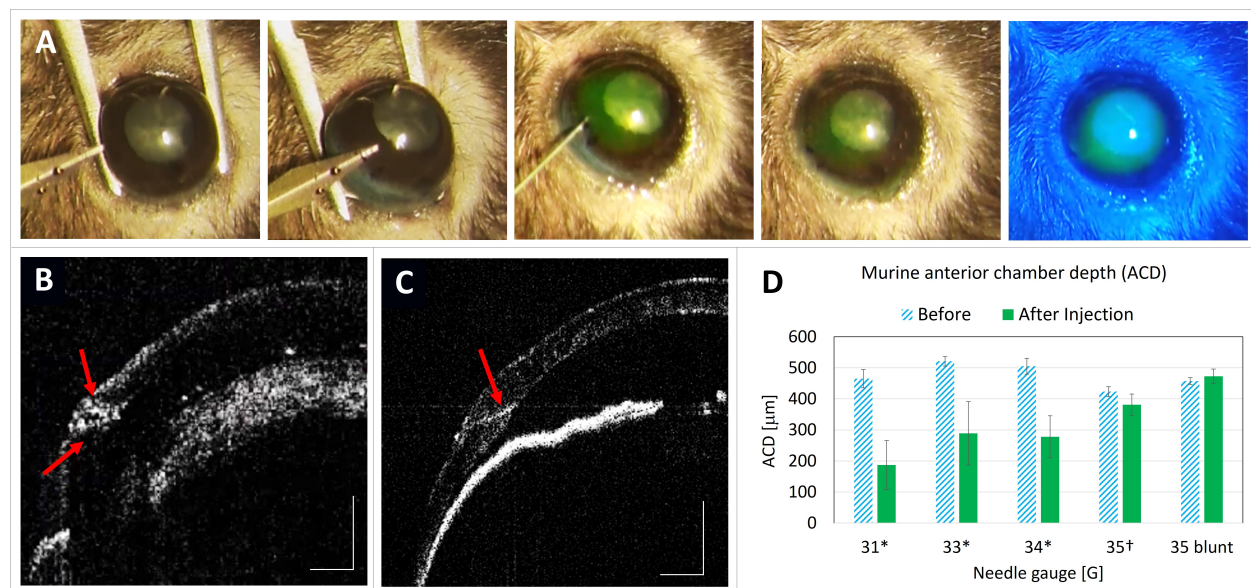 A
B
C
D
Murine anterior chamber depth (ACD)
Before
After Injection
ACD [µm]
600
500
400
300
200
100
0
31*
33*
34*
35†
35 blunt
Needle gauge [G]